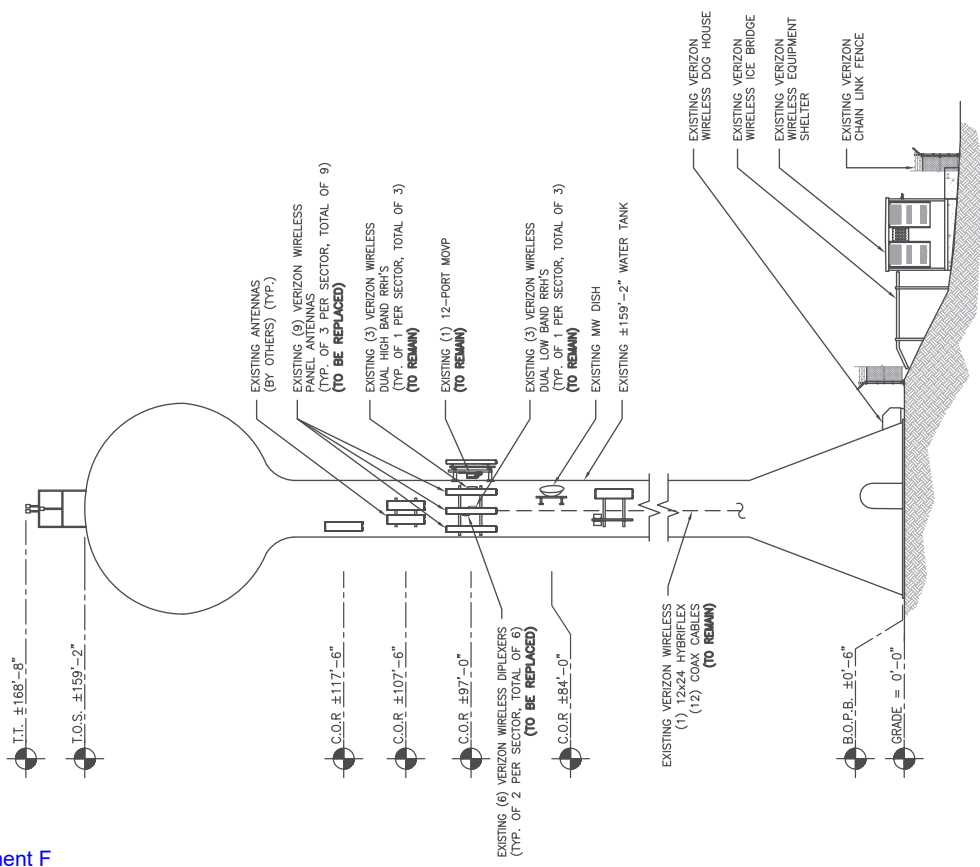 T.T. ±168'-8"
T.O.S. ±159'-2"
C.O.R ±117'-6"
C.O.R ±107'-6"
C.O.R ±97'-0"
C.O.R ±84'-0"
B.O.P.B. ±0'-6"
GRADE = 0'-0"
EXISTING ANTENNAS
(BY OTHERS) (TYP.)
EXISTING (9) VERIZON WIRELESS
PANEL ANTENNAS
(TYP. OF 3 PER SECTOR, TOTAL OF 9)
(TO BE REPLACED)
EXISTING (3) VERIZON WIRELESS
DUAL HIGH BAND RRH'S
(TYP. OF 1 PER SECTOR, TOTAL OF 3)
(TO REMAIN)
EXISTING (1) 12-PORT MOVP
(TO REMAIN)
EXISTING (3) VERIZON WIRELESS
DUAL LOW BAND RRH'S
(TYP. OF 1 PER SECTOR, TOTAL OF 3)
(TO REMAIN)
EXISTING MW DISH
EXISTING ±159'-2" WATER TANK
EXISTING (6) VERIZON WIRELESS DIPLEXERS
(TYP. OF 2 PER SECTOR, TOTAL OF 6)
(TO BE REPLACED)
EXISTING VERIZON WIRELESS
(1) 12x24 HYBRIFLEX
(12) COAX CABLES
(TO REMAIN)
EXISTING VERIZON
WIRELESS DOG HOUSE
EXISTING VERIZON
WIRELESS ICE BRIDGE
EXISTING VERIZON
WIRELESS EQUIPMENT
SHELTER
EXISTING VERIZON
CHAIN LINK FENCE
ment F